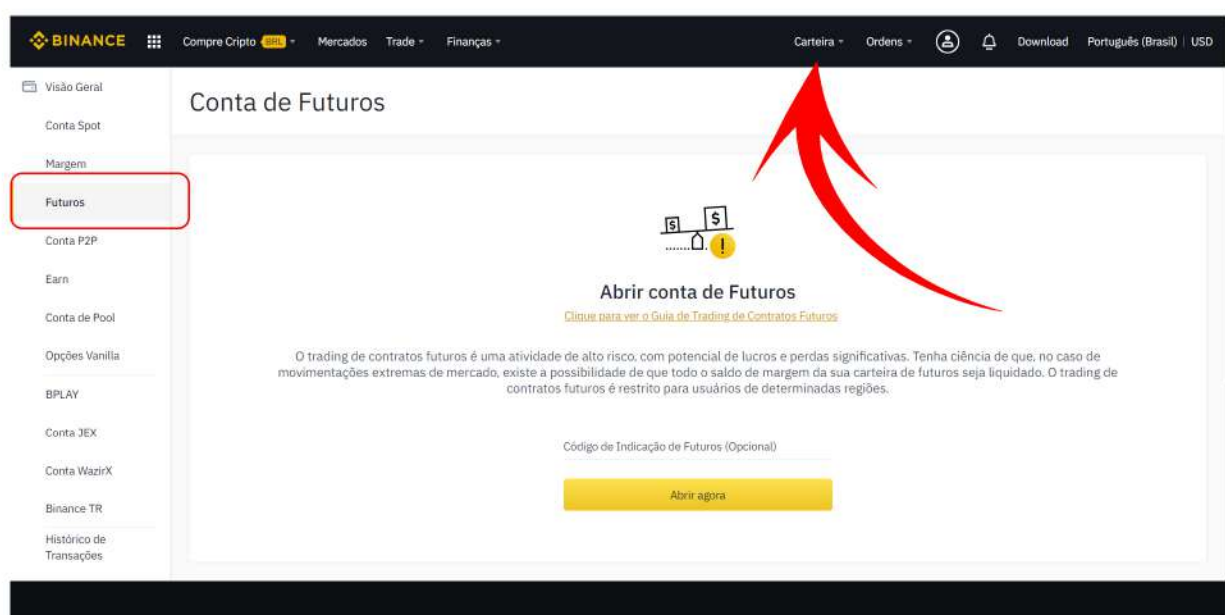 BINANCE Compre Cripto BRL Mercados Trade Finanças Carteira Ordens Download Português (Brasil) | USD
Visão Geral
Conta Spot
Margem
Futuros
Conta P2P
Earn
Conta de Pool
Opções Vanilla
BPLAY
Conta JEX
Conta WazirX
Binance TR
Histórico de
Transações
Conta de Futuros
$ $
!
Abrir conta de Futuros
Clique para ver o Guia de Trading de Contratos Futuros
O trading de contratos futuros é uma atividade de alto risco, com potencial de lucros e perdas significativas. Tenha ciência de que, no caso de
movimentações extremas de mercado, existe a possibilidade de que todo o saldo de margem da sua carteira de futuros seja liquidado. O trading de
contratos futuros é restrito para usuários de determinadas regiões.
Código de Indicação de Futuros (Opcional)
Abrir agora